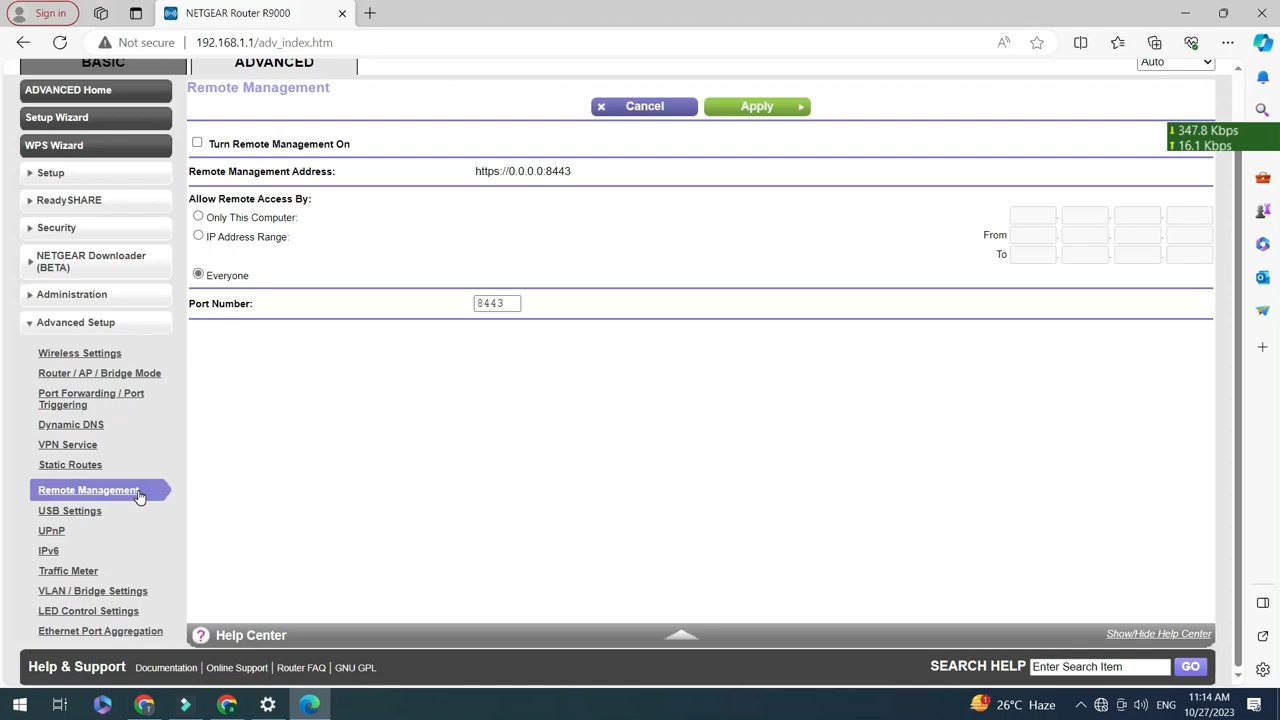 Sign in
NETGEAR Router R9000
Not secure
192.168.1.1/adv_index.htm
BASIC
ADVANCED
Auto
ADVANCED Home
Setup Wizard
WPS Wizard
Setup
ReadySHARE
Security
NETGEAR Downloader
(BETA)
Administration
Advanced Setup
Wireless Settings
Router / AP / Bridge Mode
Port Forwarding / Port
Triggering
Dynamic DNS
VPN Service
Static Routes
Remote Management
USB Settings
UPnP
IPv6
Traffic Meter
VLAN / Bridge Settings
LED Control Settings
Ethernet Port Aggregation
Remote Management
Cancel
Apply
Turn Remote Management On
Remote Management Address:
https://0.0.0.0:8443
Allow Remote Access By:
Only This Computer:
. . .
IP Address Range:
From . . .
To . . .
Everyone
Port Number:
8443
347.8 Kbps
16.1 Kbps
? Help Center
Show/Hide Help Center
Help & Support
Documentation | Online Support | Router FAQ | GNU GPL
SEARCH HELP
Enter Search Item
GO
26°C Haze
ENG
11:14 AM
10/27/2023